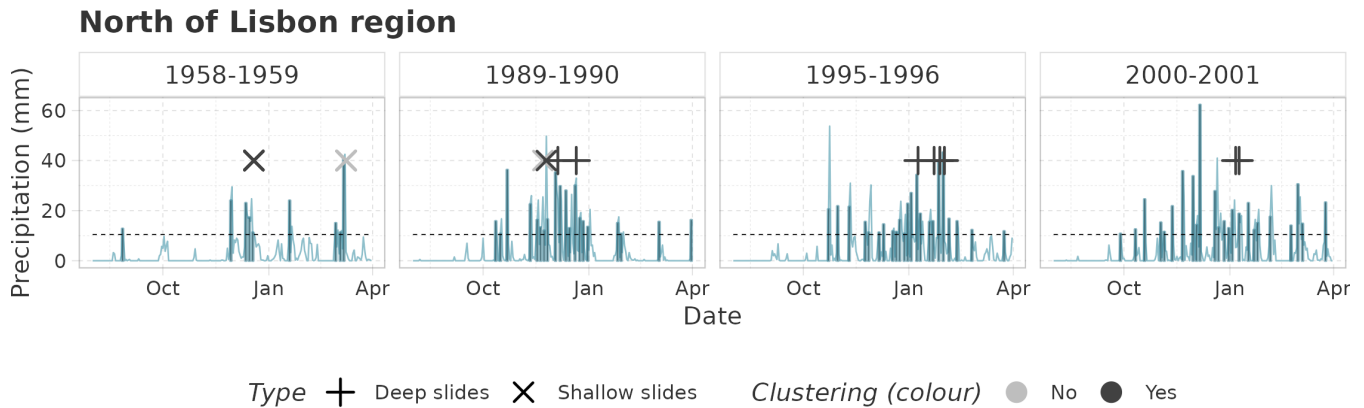 North of Lisbon region
1958-1959 1989-1990 1995-1996 2000-2001
Precipitation (mm)
60
40
20
0
Oct Jan Apr Oct Jan Apr Oct Jan Apr Oct Jan Apr
Date
Type Deep slides Shallow slides Clustering (colour) No Yes